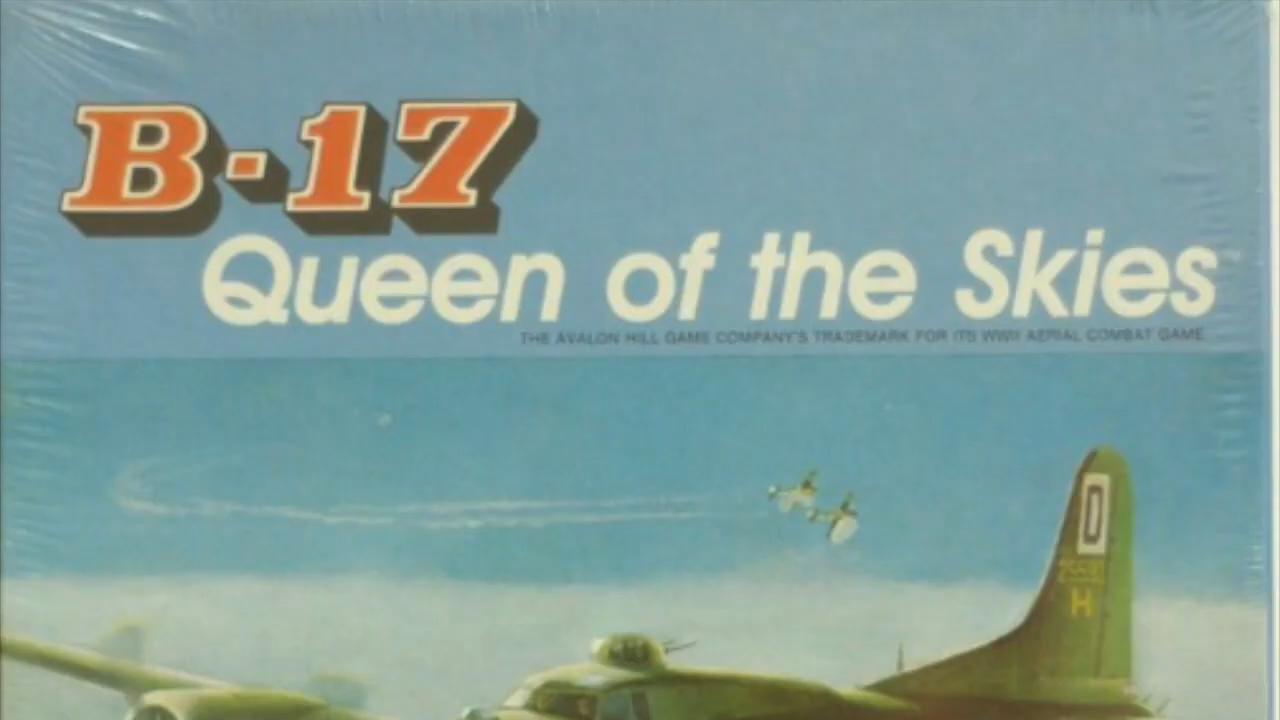 B-17
Queen of the Skies
THE AVALON HILL GAME COMPANY'S TRADEMARK FOR ITS WWII AERIAL COMBAT GAME
D
H